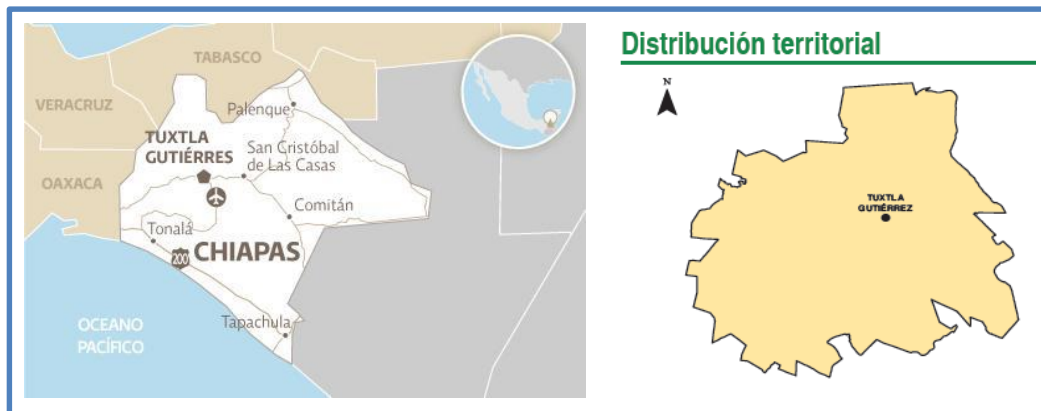 TABASCO
VERACRUZ
Palenque
TUXTLA
GUTIÉRRES
San Cristóbal
de Las Casas
OAXACA
Comitán
Tonalá
CHIAPAS
200
OCEANO
PACÍFICO
Tapachula
Distribución territorial
N
TUXTLA
GUTIÉRREZ